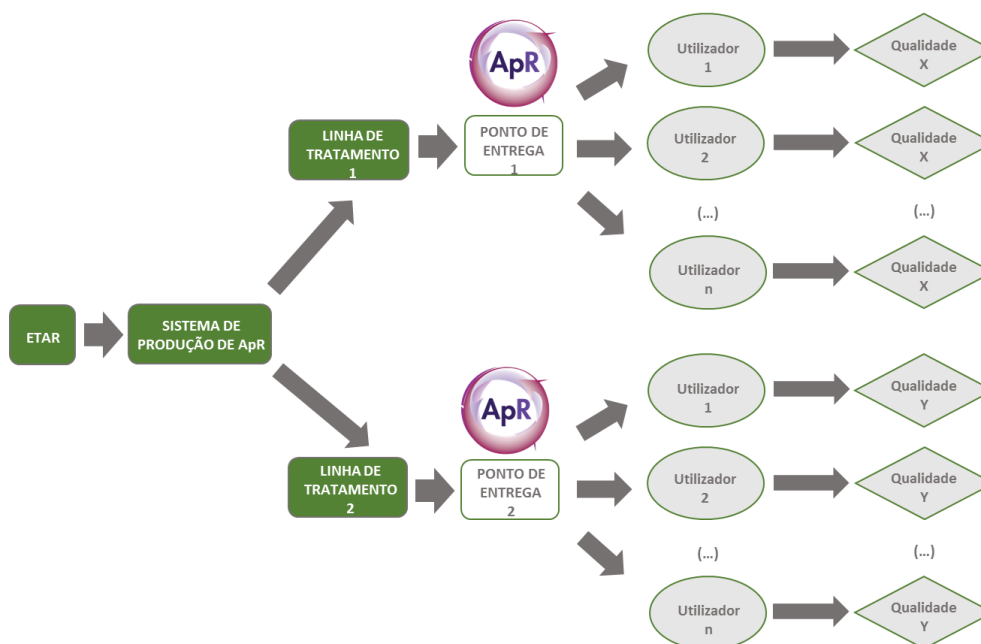 ApR
Utilizador
1
Qualidade
X
LINHA DE
TRATAMENTO
1
PONTO DE
ENTREGA
1
Utilizador
2
Qualidade
X
(...)
(...)
Utilizador
n
Qualidade
X
ETAR
SISTEMA DE
PRODUÇÃO DE ApR
ApR
Utilizador
1
Qualidade
Y
LINHA DE
TRATAMENTO
2
PONTO DE
ENTREGA
2
Utilizador
2
Qualidade
Y
(...)
(...)
Utilizador
n
Qualidade
Y